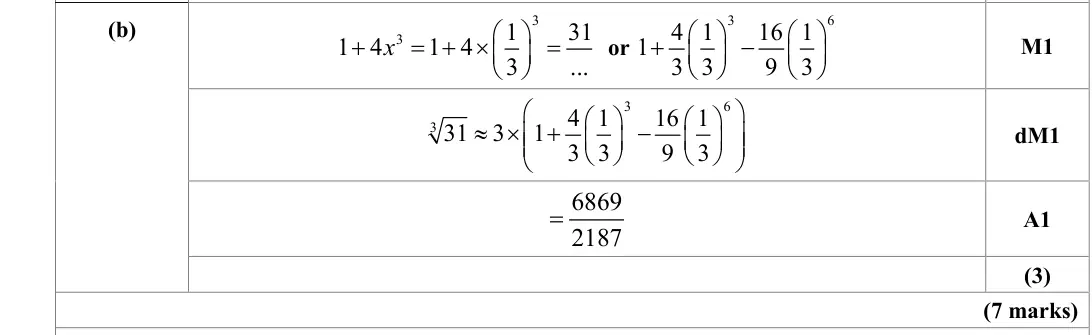 (b) 1 + 4x³ = 1 + 4 × (1/3)³ = 31/... or 1 + 4/3 (1/3)³ − 16/9 (1/3)⁶ M1
∛31 ≈ 3 × (1 + 4/3 (1/3)³ − 16/9 (1/3)⁶) dM1
= 6869/2187 A1
(3)
(7 marks)